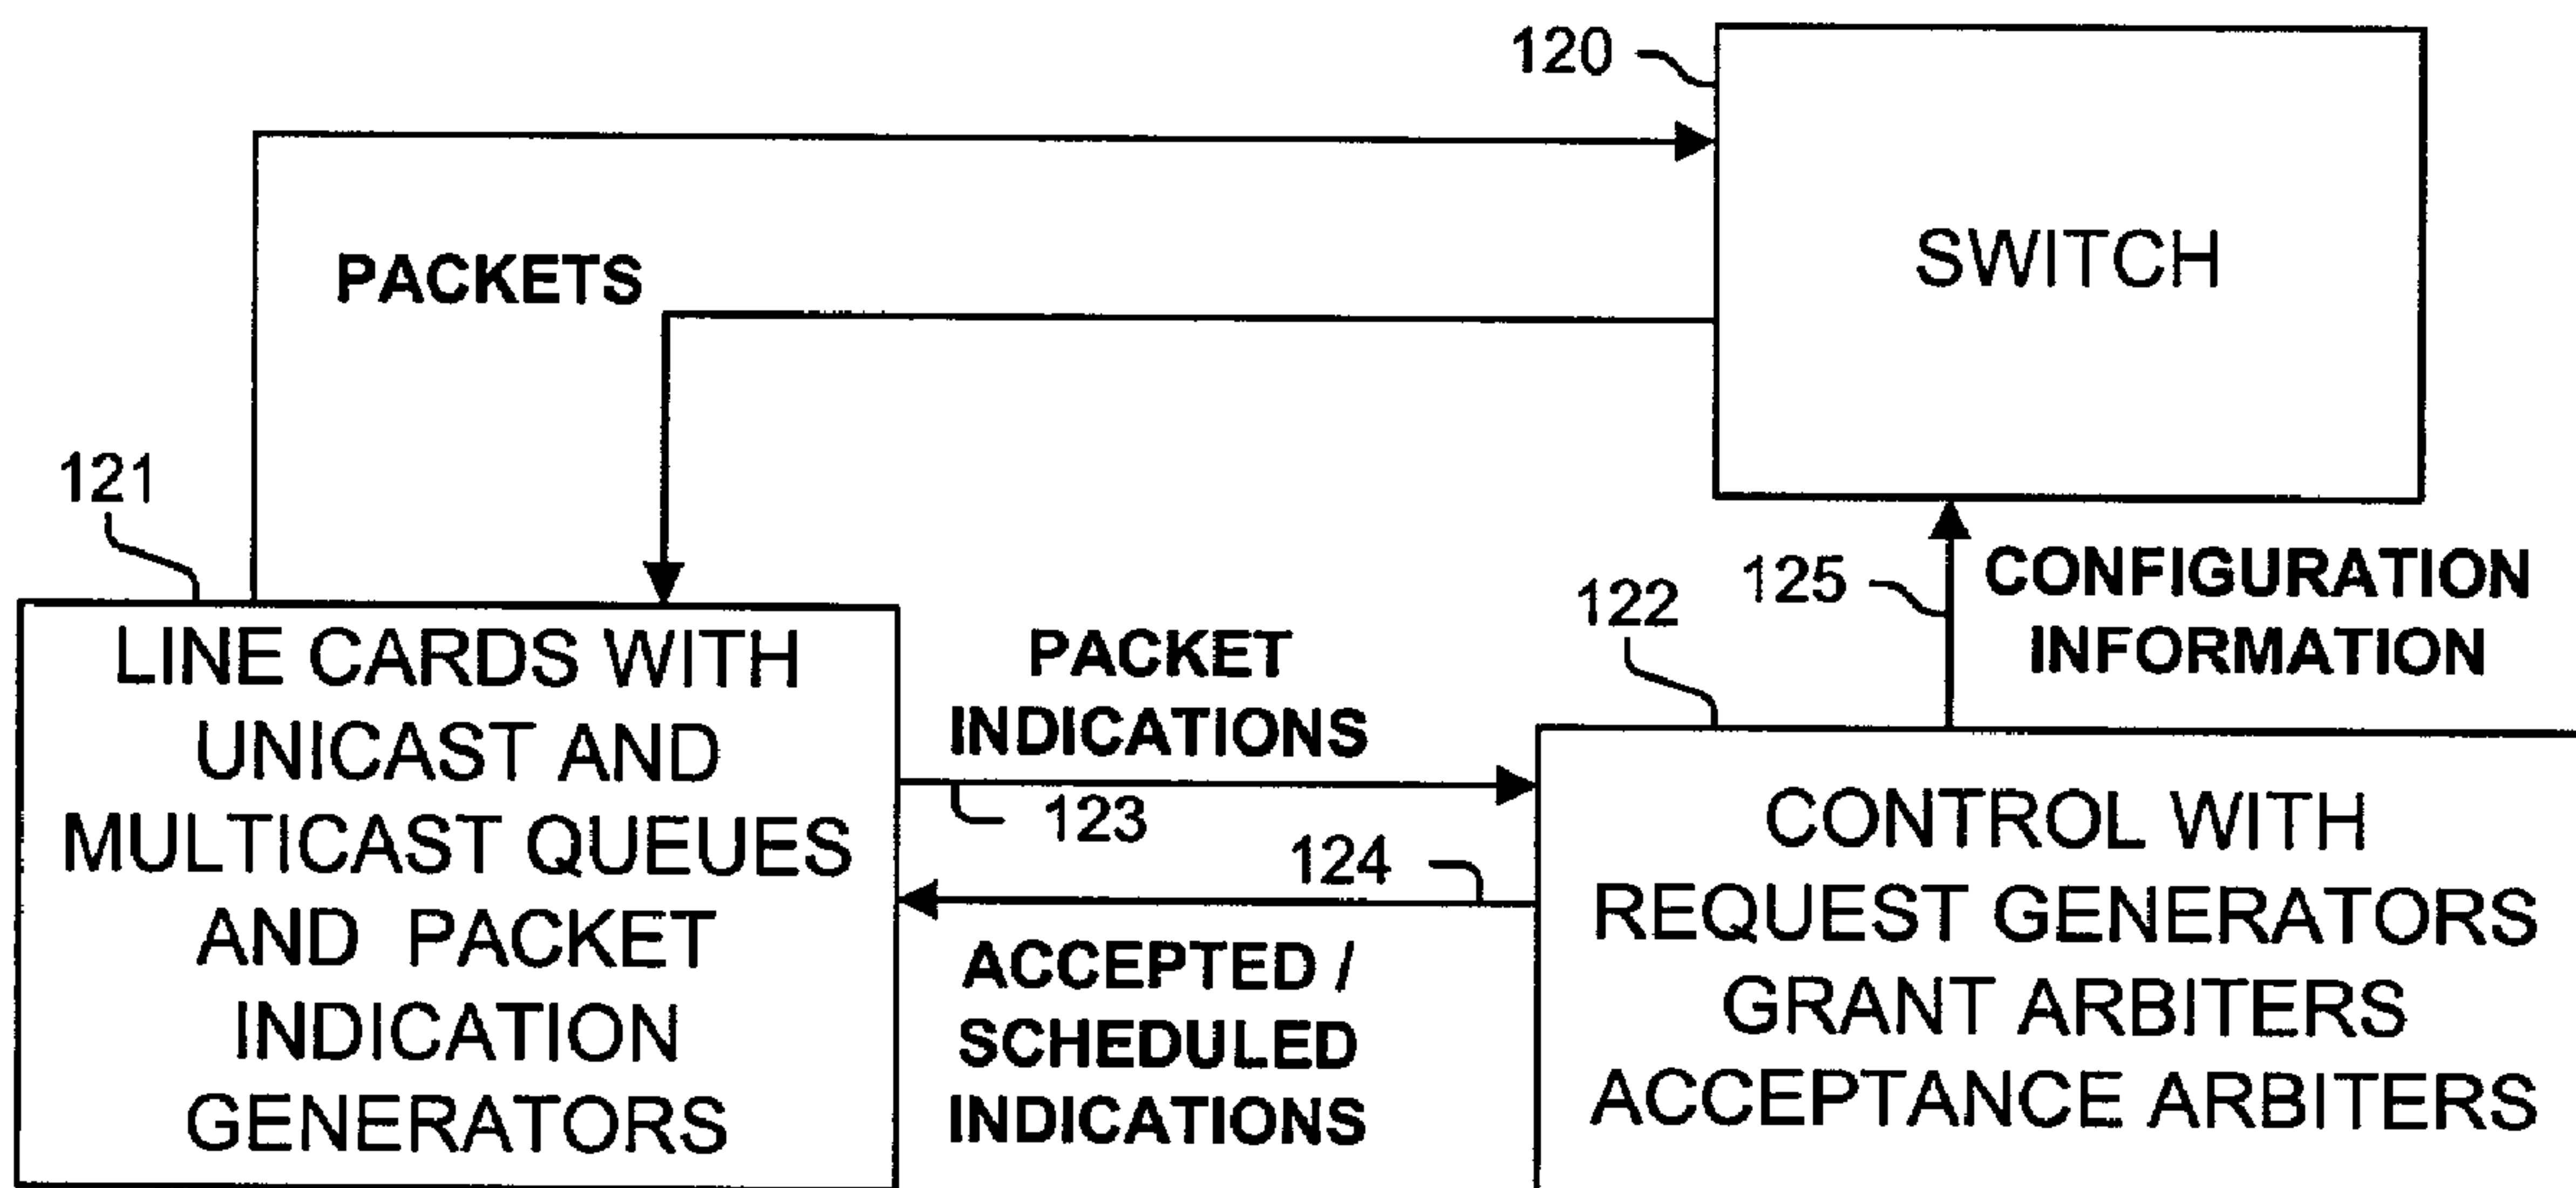 120
SWITCH
PACKETS
121
LINE CARDS WITH
UNICAST AND
MULTICAST QUEUES
AND PACKET
INDICATION
GENERATORS
PACKET
INDICATIONS
123
124
ACCEPTED /
SCHEDULED
INDICATIONS
122
125
CONFIGURATION
INFORMATION
CONTROL WITH
REQUEST GENERATORS
GRANT ARBITERS
ACCEPTANCE ARBITERS